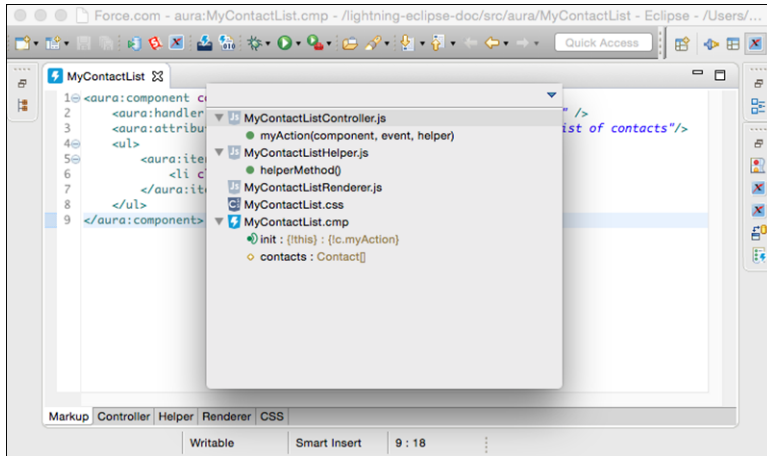 Force.com - aura:MyContactList.cmp - /lightning-eclipse-doc/src/aura/MyContactList - Eclipse - /Users/...
Quick Access
MyContactList
1 <aura:component
2 <aura:handler " />
3 <aura:attribu ist of contacts"/>
4 <ul>
5 <aura:ite
6 <li
7 </aura:it
8 </ul>
9 </aura:component>
MyContactListController.js
myAction(component, event, helper)
MyContactListHelper.js
helperMethod()
MyContactListRenderer.js
MyContactList.css
MyContactList.cmp
init : {!this} : {!c.myAction}
contacts : Contact[]
Markup Controller Helper Renderer CSS
Writable Smart Insert 9 : 18